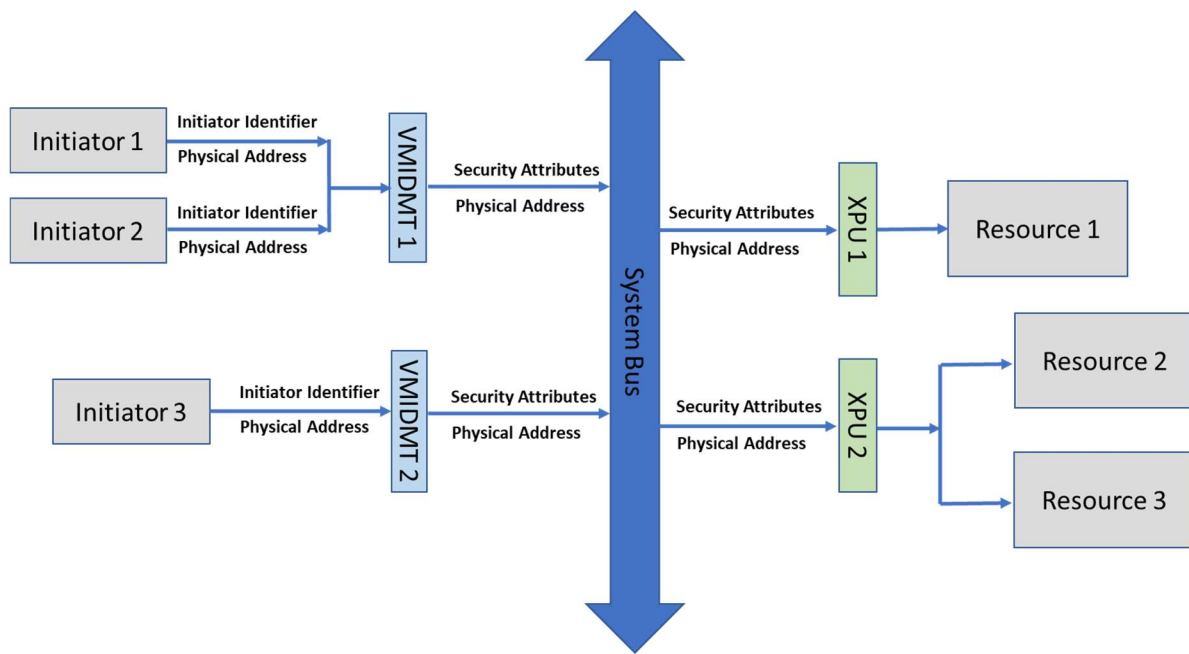 Initiator 1
Initiator Identifier
Physical Address
Initiator 2
Initiator Identifier
Physical Address
VMIDMT 1
Security Attributes
Physical Address
Initiator 3
Initiator Identifier
Physical Address
VMIDMT 2
Security Attributes
Physical Address
System Bus
Security Attributes
Physical Address
XPU 1
Resource 1
Security Attributes
Physical Address
XPU 2
Resource 2
Resource 3